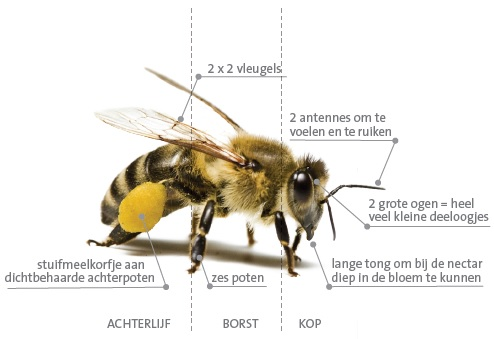 2 x 2 vleugels
2 antennes om te
voelen en te ruiken
2 grote ogen = heel
veel kleine deeloogjes
stuifmeelkorfje aan
dichtbehaarde achterpoten
zes poten
lange tong om bij de nectar
diep in de bloem te kunnen
ACHTERLIJF
BORST
KOP